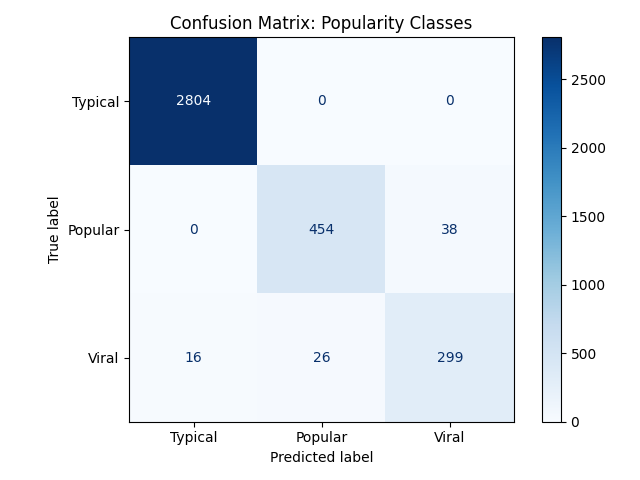 Confusion Matrix: Popularity Classes
True label
Typical
2804 0 0
Popular
0 454 38
Viral
16 26 299
Typical Popular Viral
Predicted label
2500
2000
1500
1000
500
0